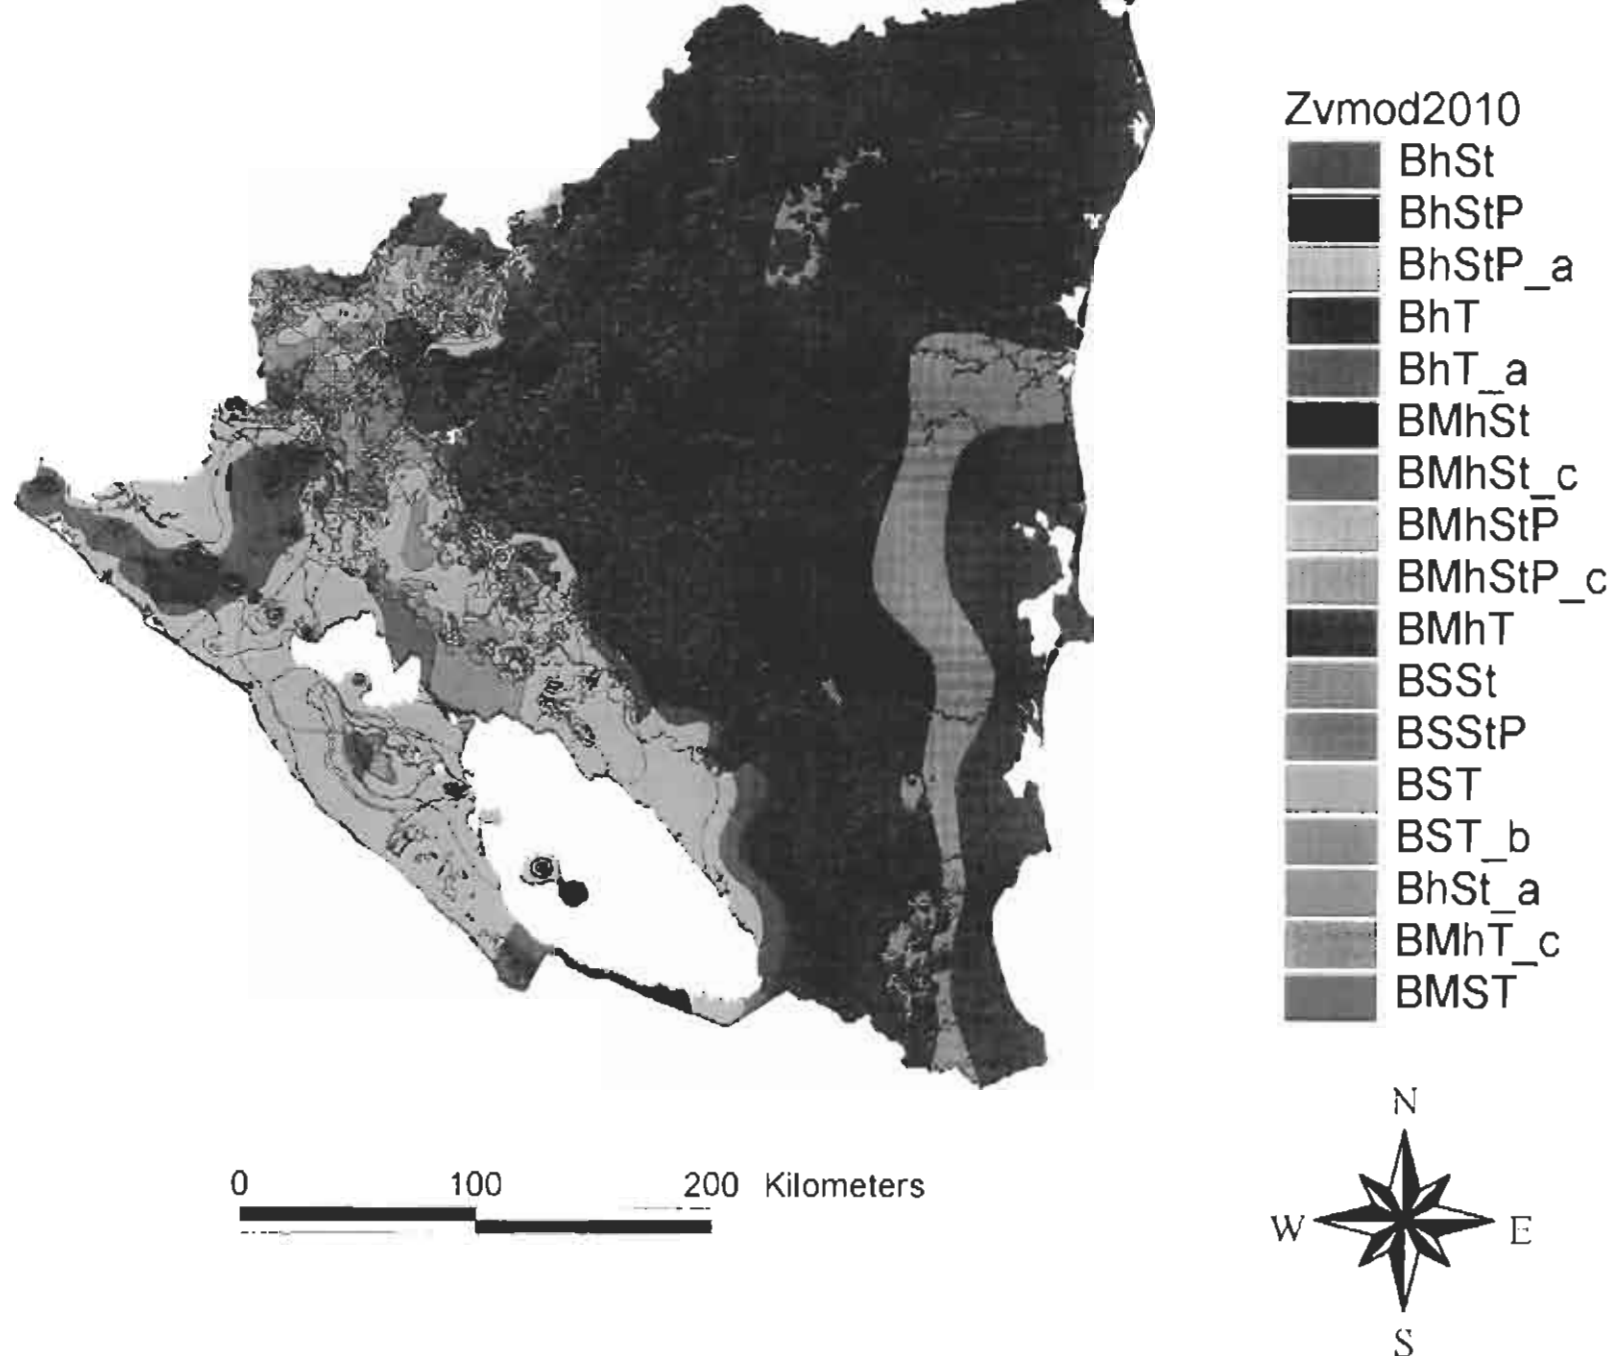 Zvmod2010
BhSt
BhStP
BhStP_a
BhT
BhT_a
BMhSt
BMhSt_c
BMhStP
BMhStP_c
BMhT
BSSt
BSStP
BST
BST_b
BhSt_a
BMhT_c
BMST
0 100 200 Kilometers
N
W E
S